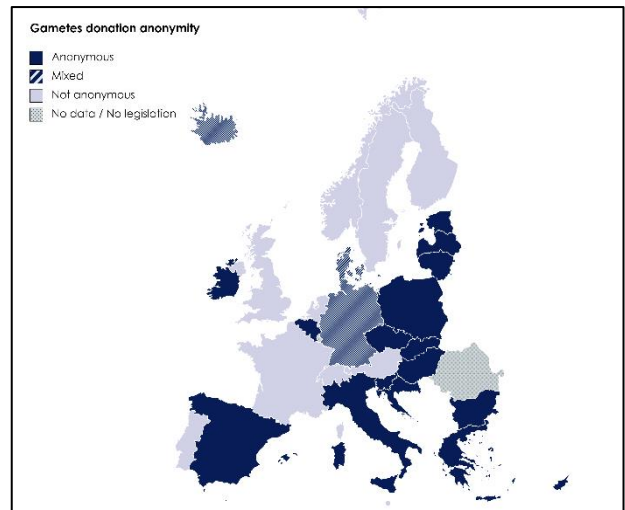 Gametes donation anonymity
Anonymous
Mixed
Not anonymous
No data / No legislation